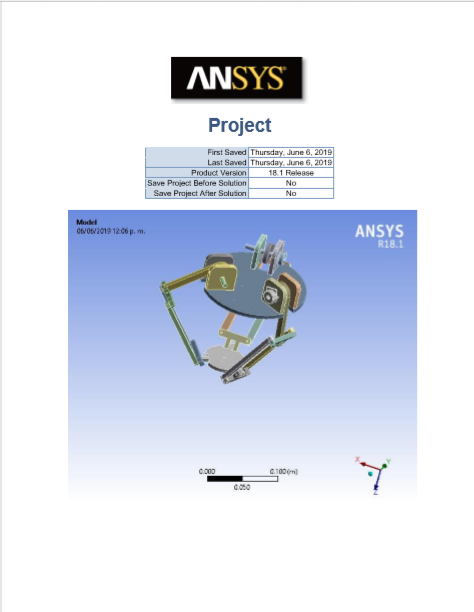 ANSYS
Project
First Saved Thursday, June 6, 2019
Last Saved Thursday, June 6, 2019
Product Version 18.1 Release
Save Project Before Solution No
Save Project After Solution No
Model
06/06/2019 12:06 p. m.
ANSYS
R18.1
0.000 0.100 (m)
0.050
X Y
Z